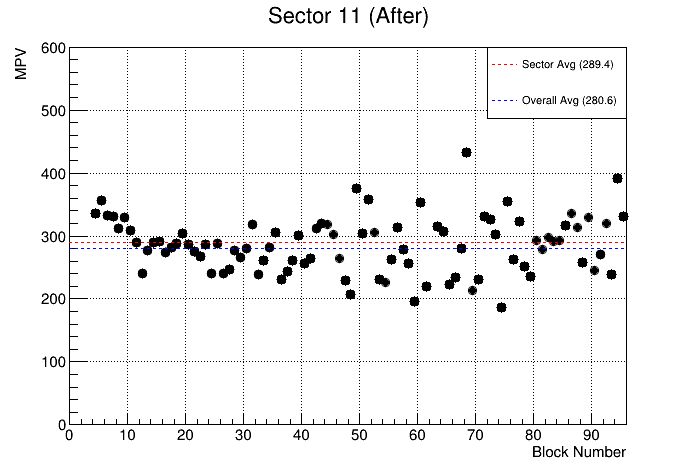 Sector 11 (After)
MPV
600
500
400
300
200
100
0
Sector Avg (289.4)
Overall Avg (280.6)
0 10 20 30 40 50 60 70 80 90
Block Number